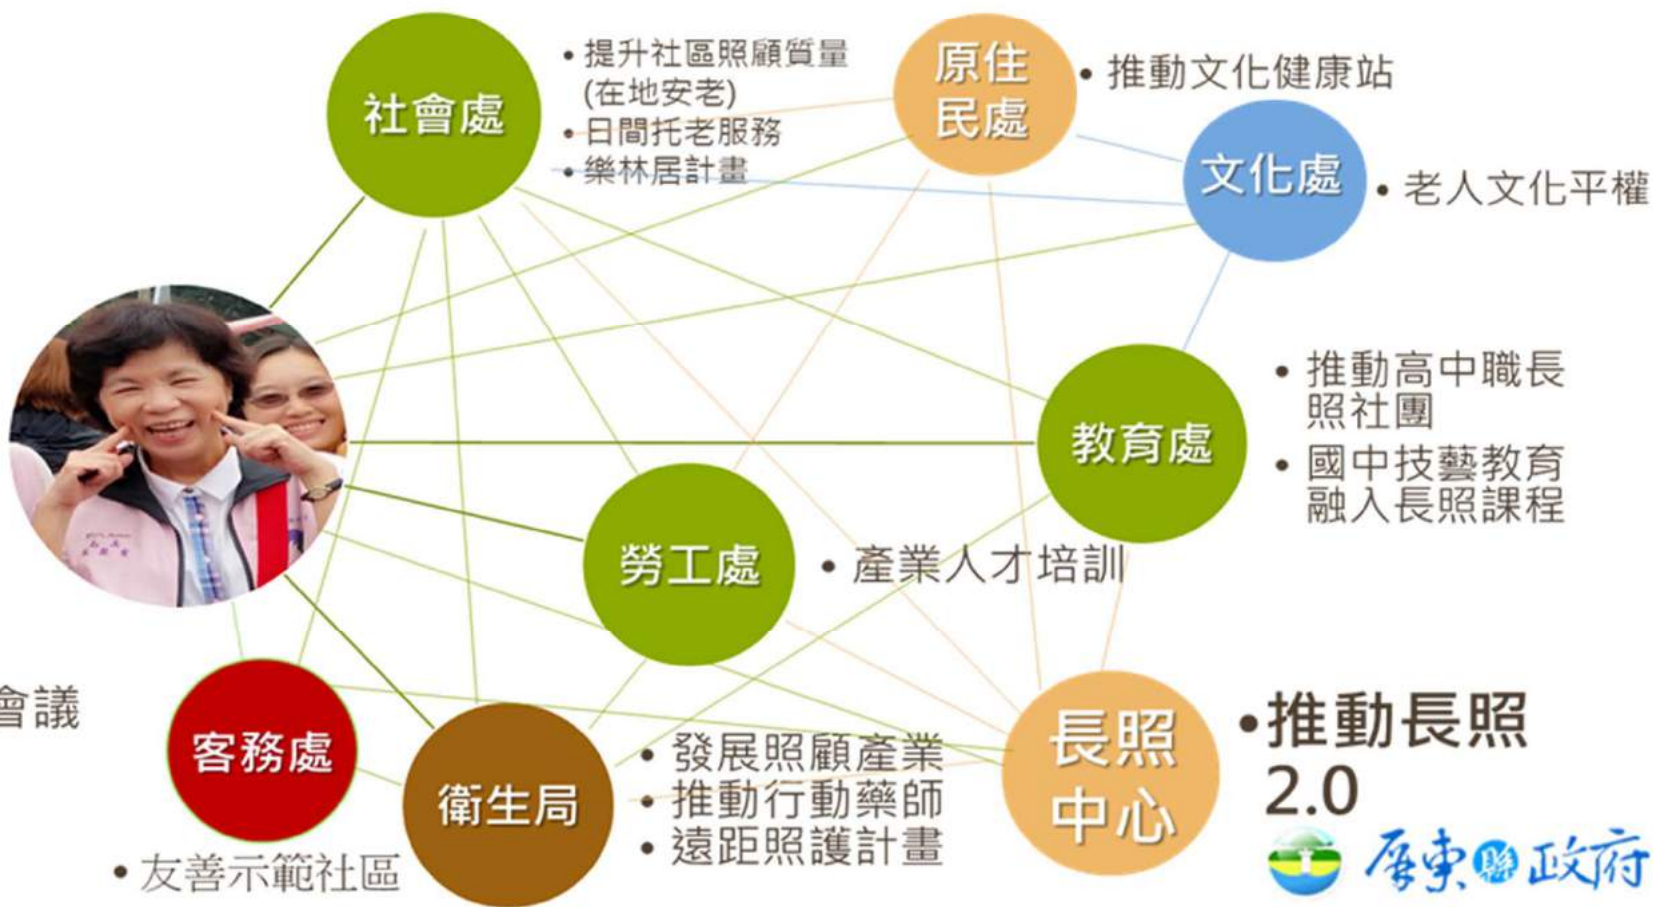 社會處
• 提升社區照顧質量
(在地安老)
• 日間托老服務
• 樂林居計畫
原住
民處
• 推動文化健康站
文化處
• 老人文化平權
教育處
• 推動高中職長
照社團
• 國中技藝教育
融入長照課程
勞工處
• 產業人才培訓
會議
客務處
• 友善示範社區
衛生局
• 發展照顧產業
• 推動行動藥師
• 遠距照護計畫
長照
中心
• 推動長照
2.0
屏東縣政府